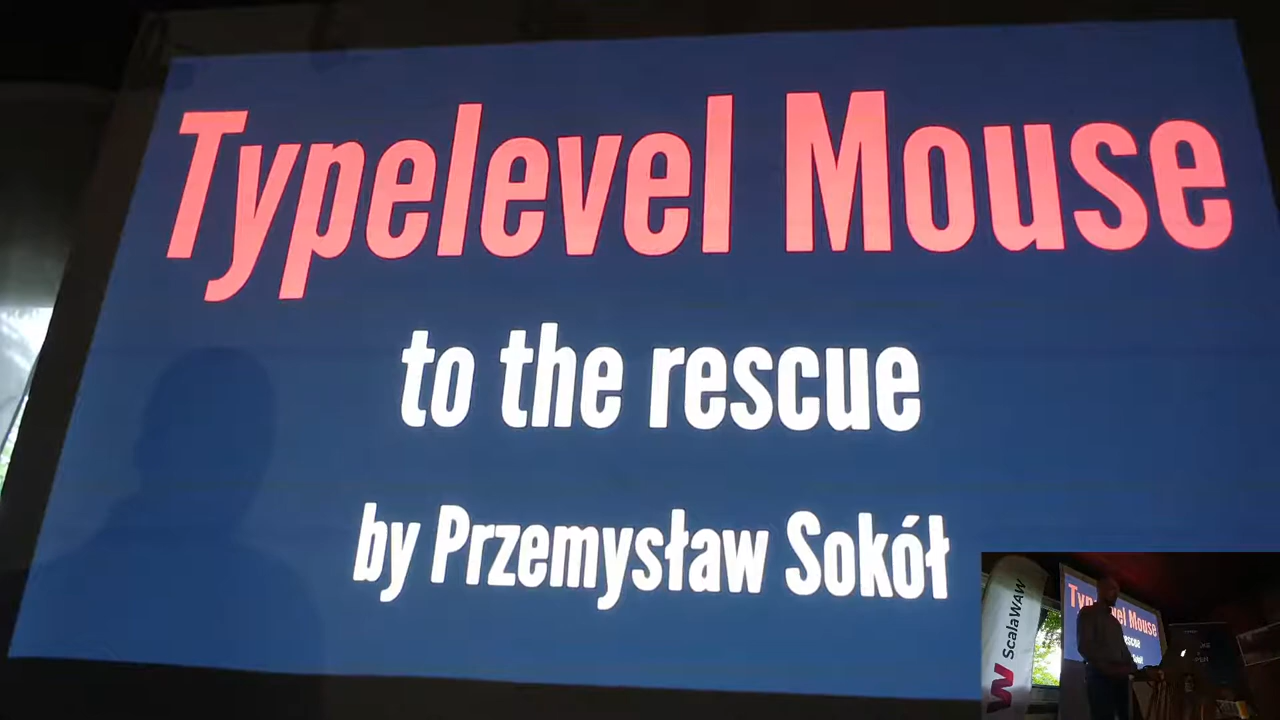 Typelevel Mouse
to the rescue
by Przemysław Sokół
ScalaWAW